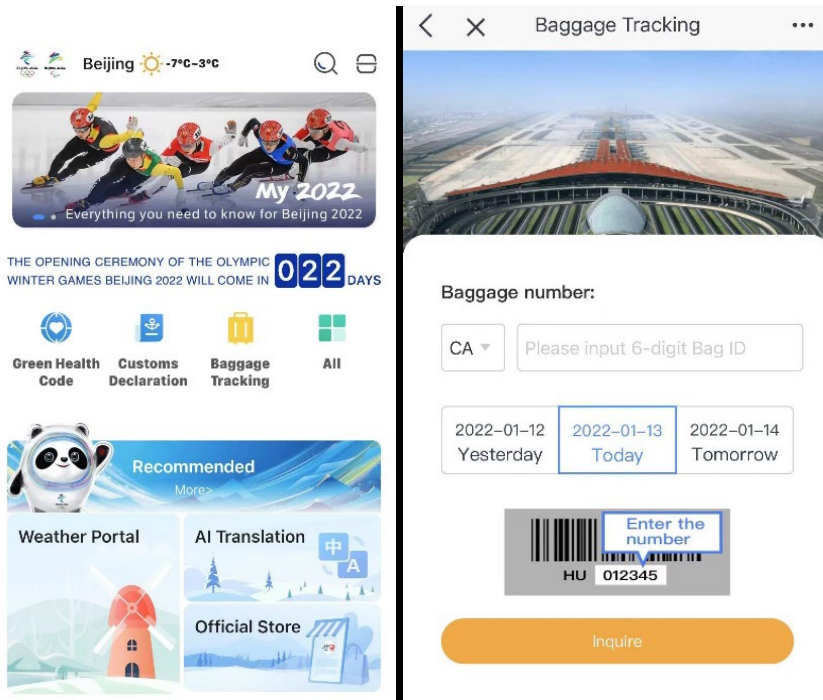 Beijing -7°C-3°C
My 2022
Everything you need to know for Beijing 2022
THE OPENING CEREMONY OF THE OLYMPIC
WINTER GAMES BEIJING 2022 WILL COME IN 022 DAYS
Green Health
Code
Customs
Declaration
Baggage
Tracking
All
Recommended
More>
Weather Portal
AI Translation
中
A
Official Store
Baggage Tracking
Baggage number:
CA
Please input 6-digit Bag ID
2022-01-12
Yesterday
2022-01-13
Today
2022-01-14
Tomorrow
Enter the
number
HU 012345
Inquire